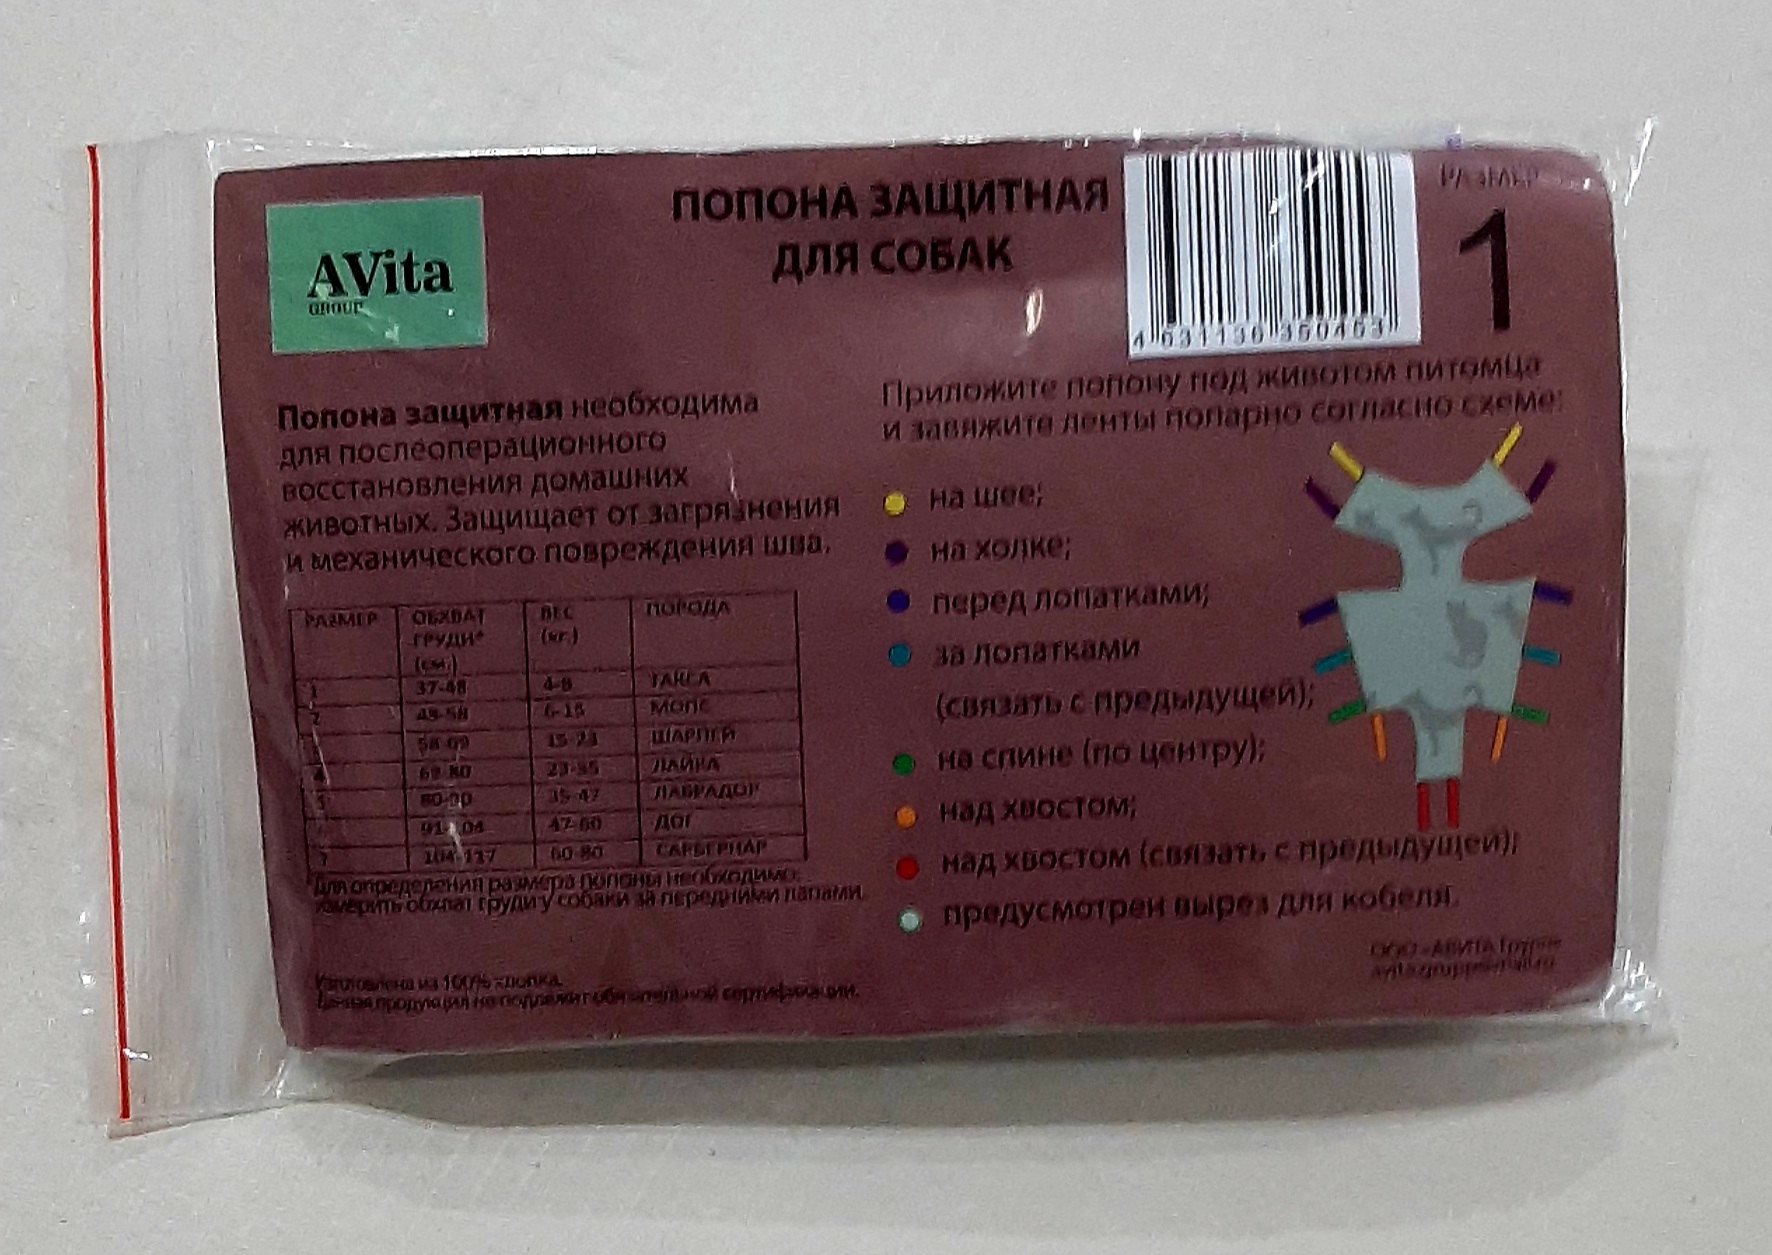 AVita
GROUP
ПОПОНА ЗАЩИТНАЯ
ДЛЯ СОБАК
РАЗМЕР
1
Попона защитная необходима
для послеоперационного
восстановления домашних
животных. Защищает от загрязнения
и механического повреждения шва.
РАЗМЕР ОБХВАТ ГРУДИ* (см.) ВЕС (кг.) ПОРОДА
1 37-48 4-8 ТАКСА
2 49-58 6-15 МОПС
58-69 15-23 ШАРПЕЙ
4 69-80 23-35 ЛАЙКА
5 80-90 35-47 ЛАБРАДОР
47-60 ДОГ
7 104-117 60-80 СЕНБЕРНАР
Для определения размера попоны необходимо:
измерить обхват груди у собаки за передними лапами.
Изготовлена из 100% хлопка.
Данная продукция не подлежит обязательной сертификации.
Приложите попону под животом питомца
и завяжите ленты попарно согласно схеме:
на шее;
на холке;
перед лопатками;
за лопатками
(связать с предыдущей);
на спине (по центру);
над хвостом;
над хвостом (связать с предыдущей);
предусмотрен вырез для кобеля.
ООО «АВИТА Групп»